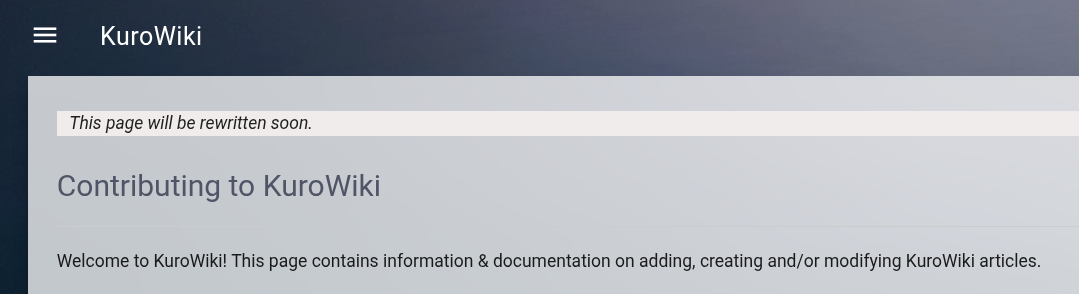 KuroWiki
This page will be rewritten soon.
Contributing to KuroWiki
Welcome to KuroWiki! This page contains information & documentation on adding, creating and/or modifying KuroWiki articles.